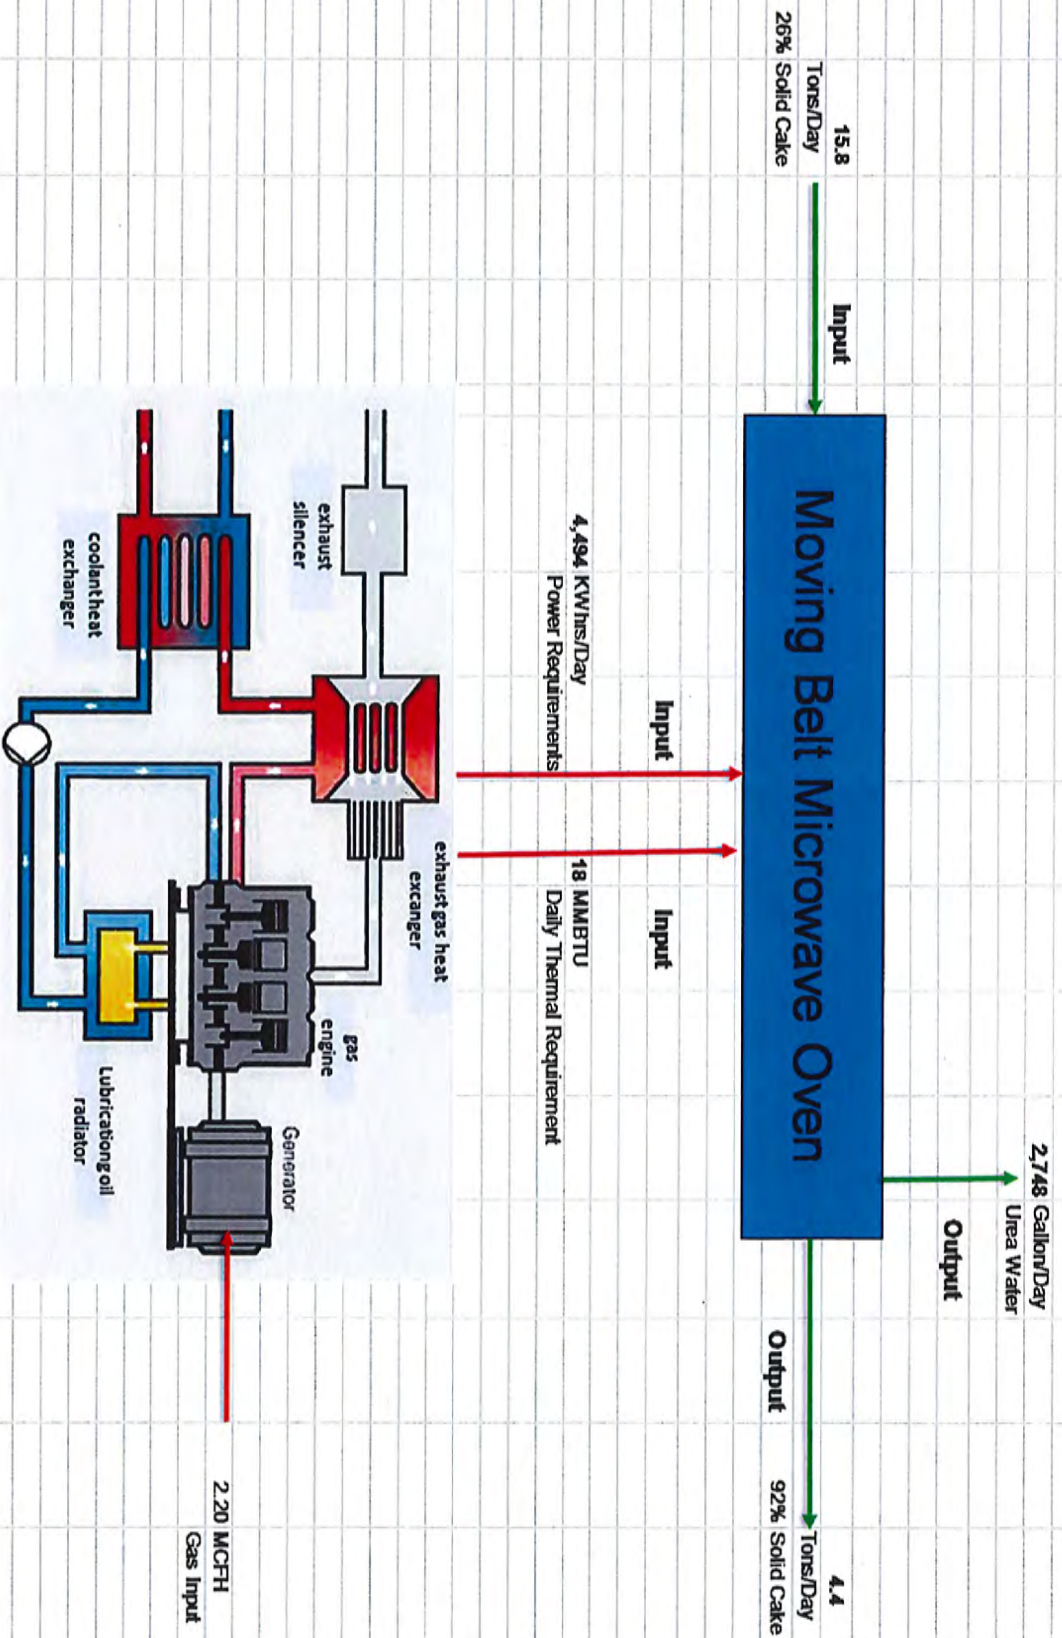 2,748 Gallon/Day
Urea Water
Output
15.8
Tons/Day
26% Solid Cake
Input
Moving Belt Microwave Oven
Output
4.4
Tons/Day
92% Solid Cake
Input
Input
4,494 KWhrs/Day
Power Requirements
18 MMBTU
Daily Thermal Requirement
exhaust gas heat
excanger
exhaust
silencer
gas
engine
Generator
coolant heat
exchanger
Lubrication oil
radiator
2.20 MCFH
Gas Input